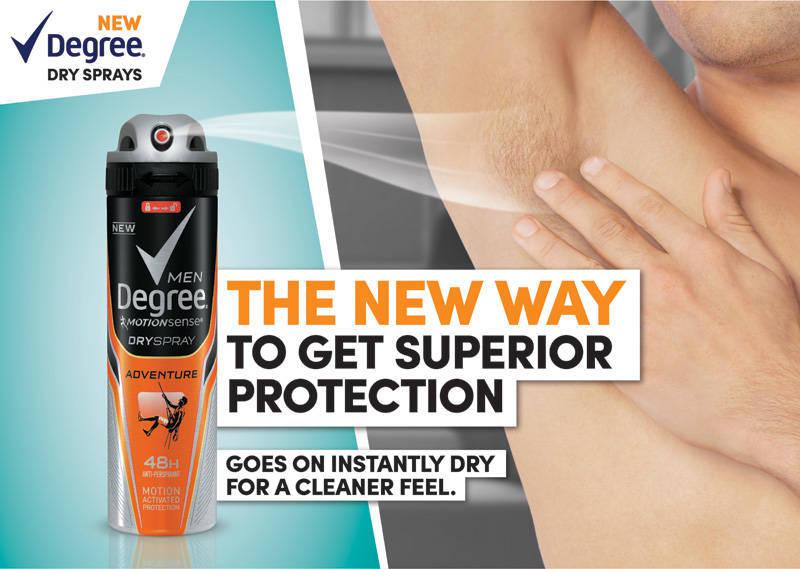 NEW
Degree.
DRY SPRAYS
NEW
MEN
Degree.
MOTIONSENSE®
DRYSPRAY
ADVENTURE
48H
ANTI-PERSPIRANT
MOTION
ACTIVATED
PROTECTION
THE NEW WAY
TO GET SUPERIOR
PROTECTION
GOES ON INSTANTLY DRY
FOR A CLEANER FEEL.